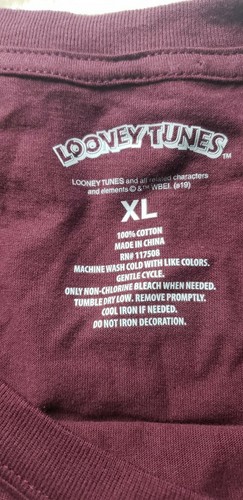 LOONEY TUNES™
LOONEY TUNES and all related characters
and elements © & ™ WBEI. (s19)
XL
100% COTTON
MADE IN CHINA
RN# 117508
MACHINE WASH COLD WITH LIKE COLORS.
GENTLE CYCLE.
ONLY NON-CHLORINE BLEACH WHEN NEEDED.
TUMBLE DRY LOW. REMOVE PROMPTLY.
COOL IRON IF NEEDED.
DO NOT IRON DECORATION.